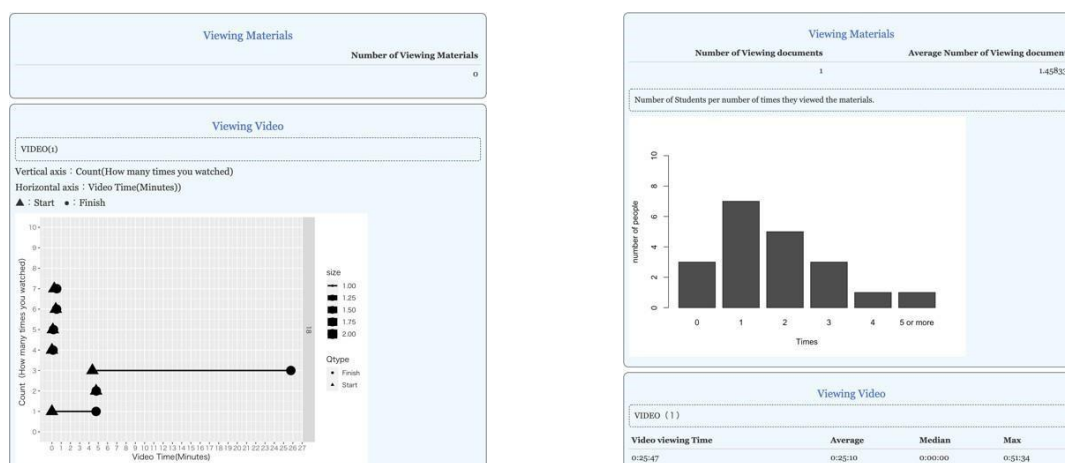 Viewing Materials
Number of Viewing Materials
0
Viewing Video
VIDEO(1)
Vertical axis : Count(How many times you watched)
Horizontal axis : Video Time(Minutes))
▲ : Start ● : Finish
10
9
8
7
6
5
4
3
2
1
0
Count (How many times you watched)
0 1 2 3 4 5 6 7 8 9 10 11 12 13 14 15 16 17 18 19 20 21 22 23 24 25 26 27
Video Time(Minutes)
18
size
1.00
1.25
1.50
1.75
2.00
Qtype
Finish
Start
Viewing Materials
Number of Viewing documents Average Number of Viewing document
1 1.4583
Number of Students per number of times they viewed the materials.
10
8
6
4
2
0
number of people
0 1 2 3 4 5 or more
Times
Viewing Video
VIDEO (1)
Video viewing Time Average Median Max
0:25:47 0:25:10 0:00:00 0:51:34